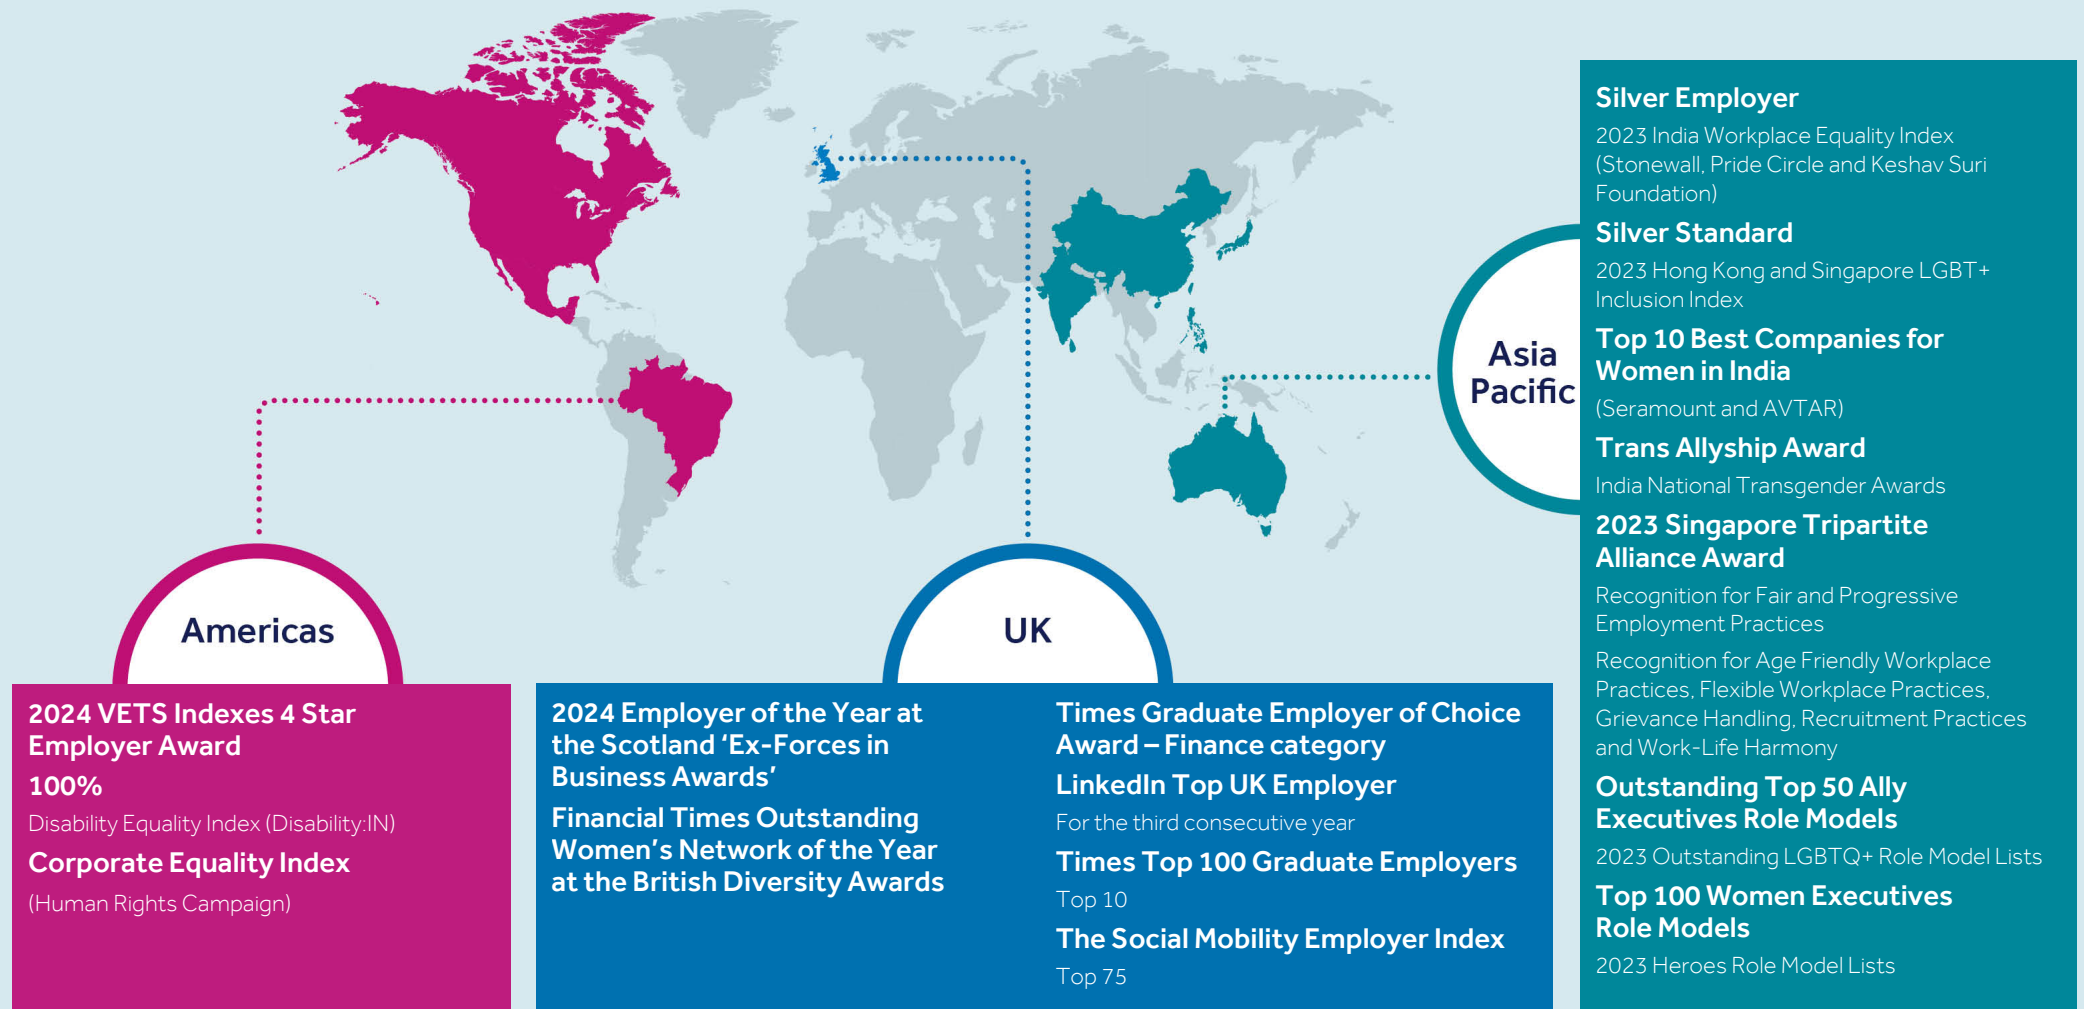 Americas
2024 VETS Indexes 4 Star
Employer Award
100%
Disability Equality Index (Disability:IN)
Corporate Equality Index
(Human Rights Campaign)
UK
2024 Employer of the Year at
the Scotland ‘Ex-Forces in
Business Awards’
Financial Times Outstanding
Women’s Network of the Year
at the British Diversity Awards
Times Graduate Employer of Choice
Award – Finance category
LinkedIn Top UK Employer
For the third consecutive year
Times Top 100 Graduate Employers
Top 10
The Social Mobility Employer Index
Top 75
Asia
Pacific
Silver Employer
2023 India Workplace Equality Index
(Stonewall, Pride Circle and Keshav Suri
Foundation)
Silver Standard
2023 Hong Kong and Singapore LGBT+
Inclusion Index
Top 10 Best Companies for
Women in India
(Seramount and AVTAR)
Trans Allyship Award
India National Transgender Awards
2023 Singapore Tripartite
Alliance Award
Recognition for Fair and Progressive
Employment Practices
Recognition for Age Friendly Workplace
Practices, Flexible Workplace Practices,
Grievance Handling, Recruitment Practices
and Work-Life Harmony
Outstanding Top 50 Ally
Executives Role Models
2023 Outstanding LGBTQ+ Role Model Lists
Top 100 Women Executives
Role Models
2023 Heroes Role Model Lists